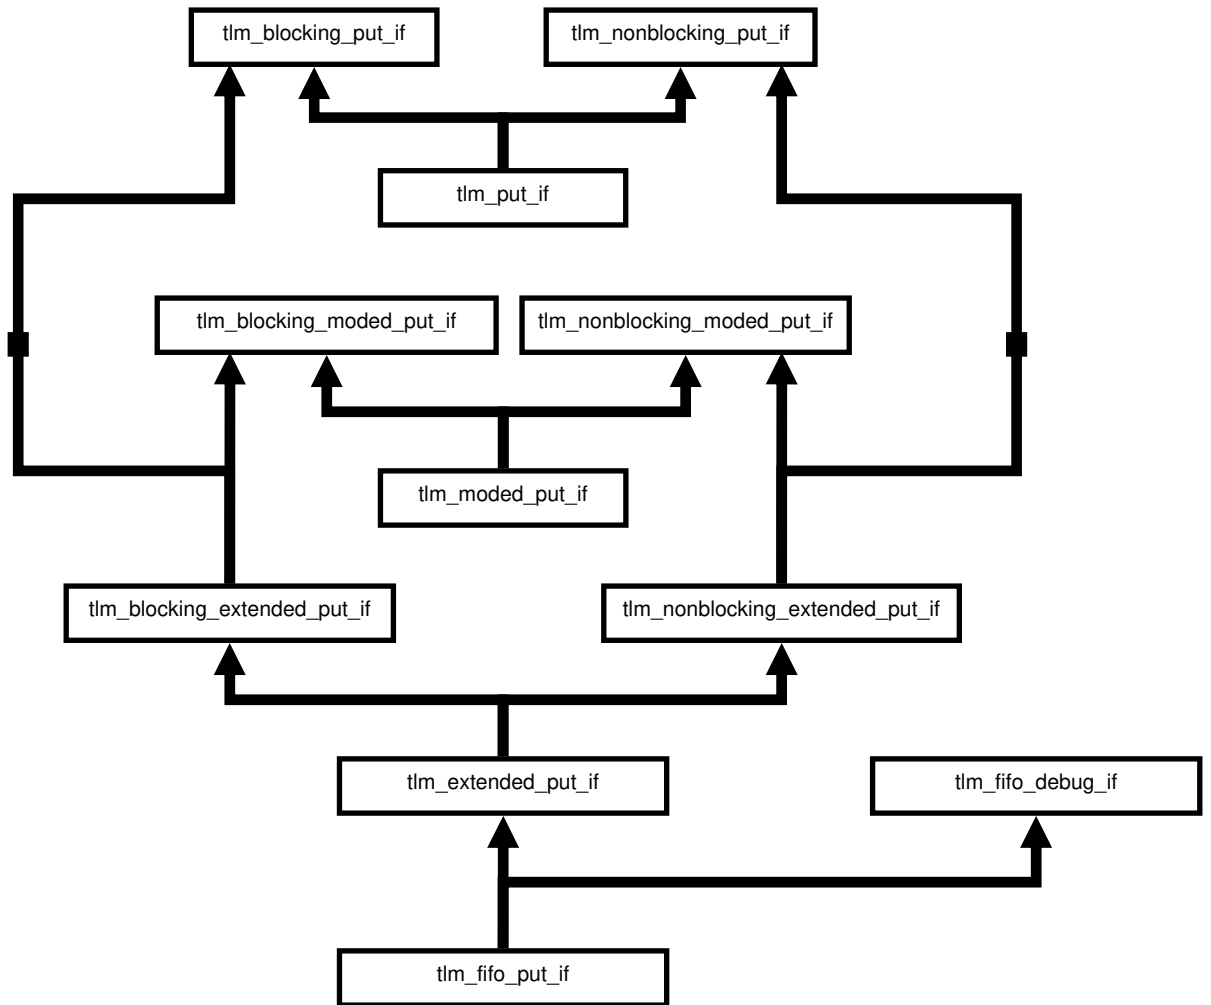 tlm_blocking_put_if
tlm_nonblocking_put_if
tlm_put_if
tlm_blocking_moded_put_if
tlm_nonblocking_moded_put_if
tlm_moded_put_if
tlm_blocking_extended_put_if
tlm_nonblocking_extended_put_if
tlm_extended_put_if
tlm_fifo_debug_if
tlm_fifo_put_if